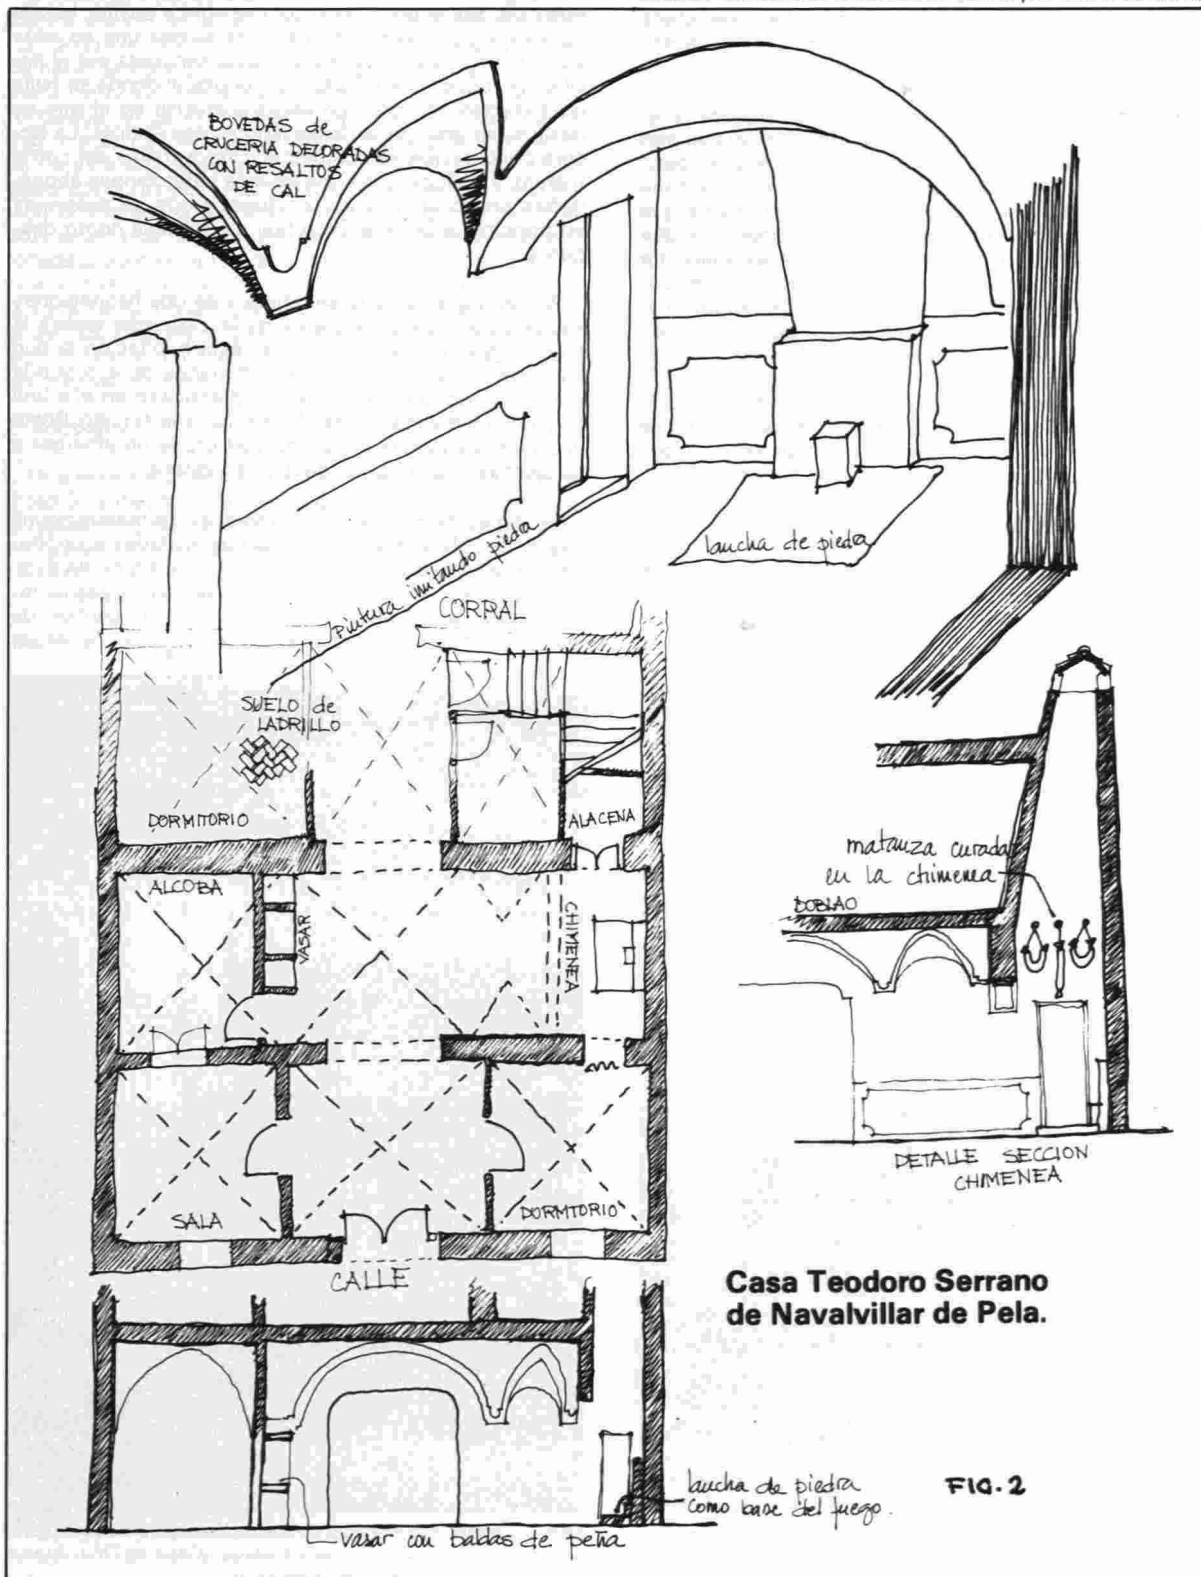 BOVEDAS de
CRUCERIA DECORADAS
CON RESALTOS
DE CAL
lancha de piedra
Pintura imitando piedra
CORRAL
SUELO de
LADRILLO
DORMITORIO
ALACENA
ALCOBA
VASAR
CHIMENEA
SALA
DORMTORIO
CALLE
matanza curada
en la chimenea
DOBLAO
DETALLE SECCION
CHIMENEA
Casa Teodoro Serrano
de Navalvillar de Pela.
lancha de piedra
como base del fuego.
FIG. 2
vasar con baldas de peña